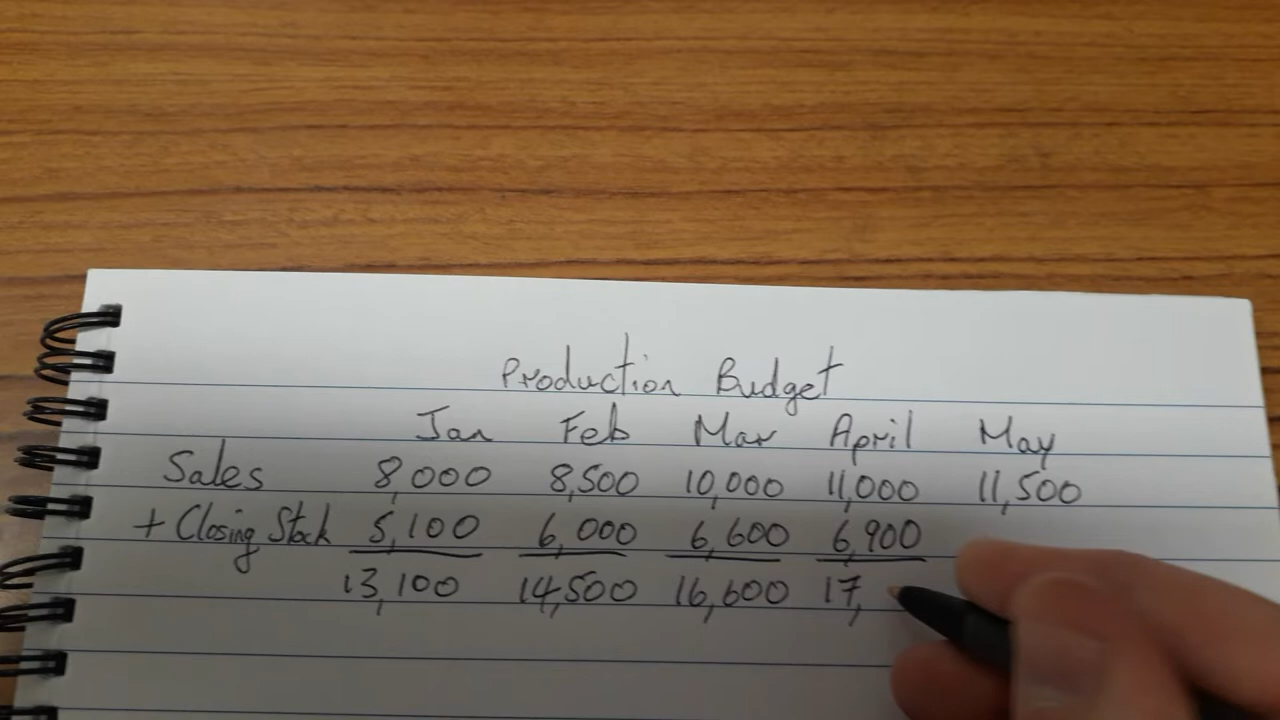 Production Budget
Jan Feb Mar April May
Sales 8,000 8,500 10,000 11,000 11,500
+ Closing Stock 5,100 6,000 6,600 6,900
13,100 14,500 16,600 17,